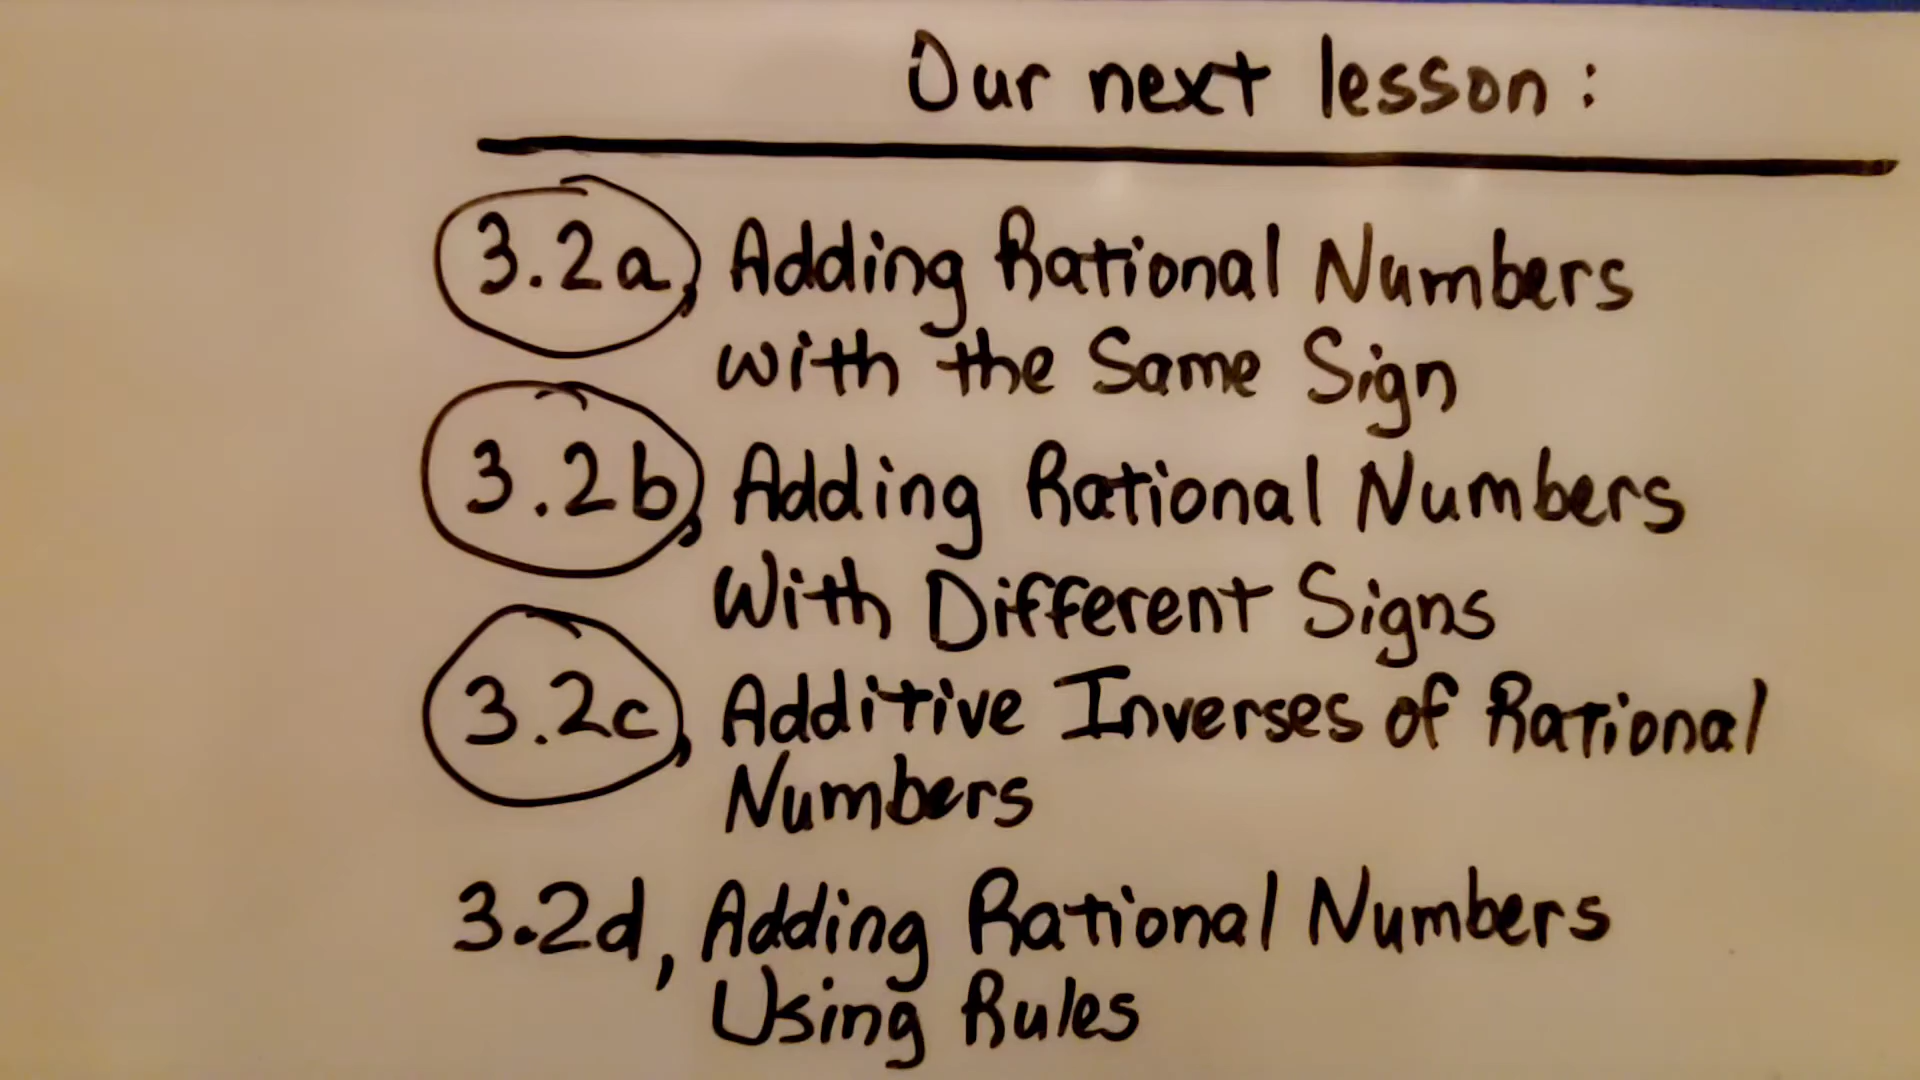 Our next lesson:
3.2a, Adding Rational Numbers
with the Same Sign
3.2b, Adding Rational Numbers
With Different Signs
3.2c, Additive Inverses of Rational
Numbers
3.2d, Adding Rational Numbers
Using Rules